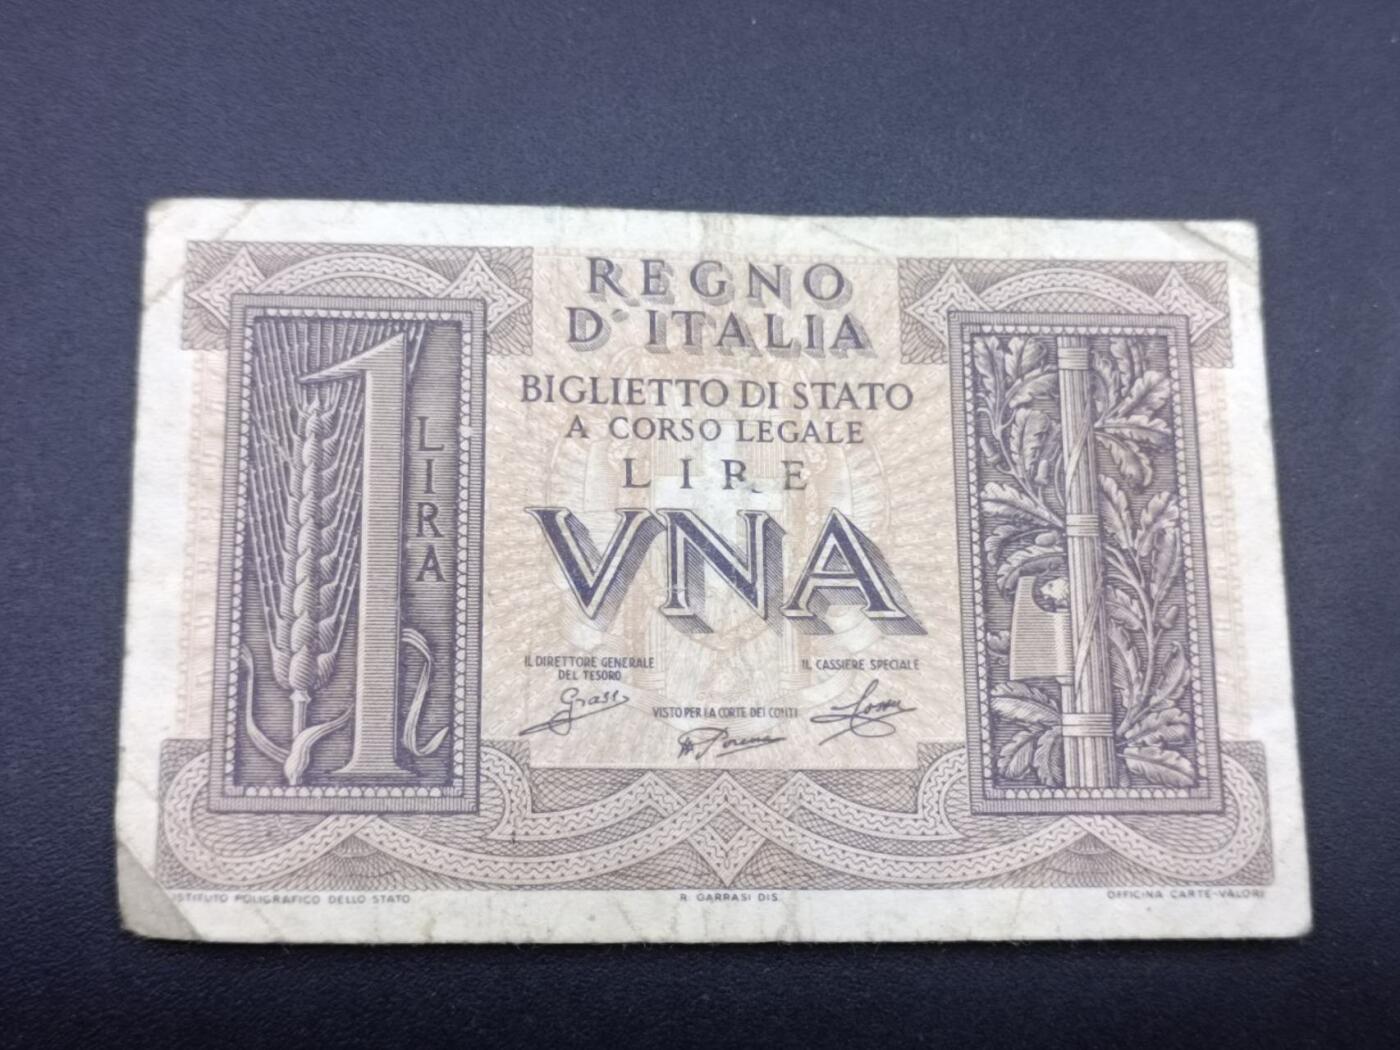 REGNO
D'ITALIA
BIGLIETTO DI STATO
A CORSO LEGALE
LIRE
VNA
1
LIRA
IL DIRETTORE GENERALE
DEL TESORO
IL CASSIERE SPECIALE
VISTO PER LA CORTE DEI CONTI
ISTITUTO POLIGRAFICO DELLO STATO
R. GARRASI DIS.
OFFICINA CARTE-VALORI